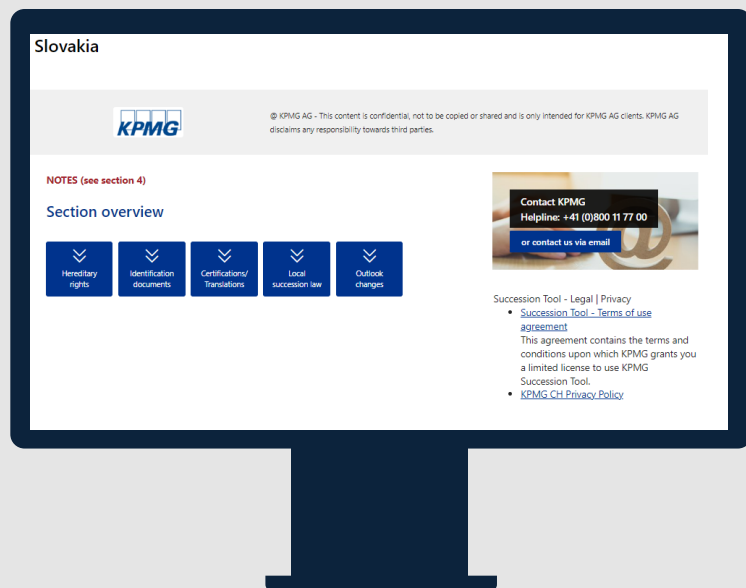 Slovakia
KPMG
@ KPMG AG - This content is confidential, not to be copied or shared and is only intended for KPMG AG clients. KPMG AG
disclaims any responsibility towards third parties.
NOTES (see section 4)
Section overview
Hereditary
rights
Identification
documents
Certifications/
Translations
Local
succession law
Outlook
changes
Contact KPMG
Helpline: +41 (0)800 11 77 00
or contact us via email
@
Succession Tool - Legal | Privacy
• Succession Tool - Terms of use
agreement
This agreement contains the terms and
conditions upon which KPMG grants you
a limited license to use KPMG
Succession Tool.
• KPMG CH Privacy Policy